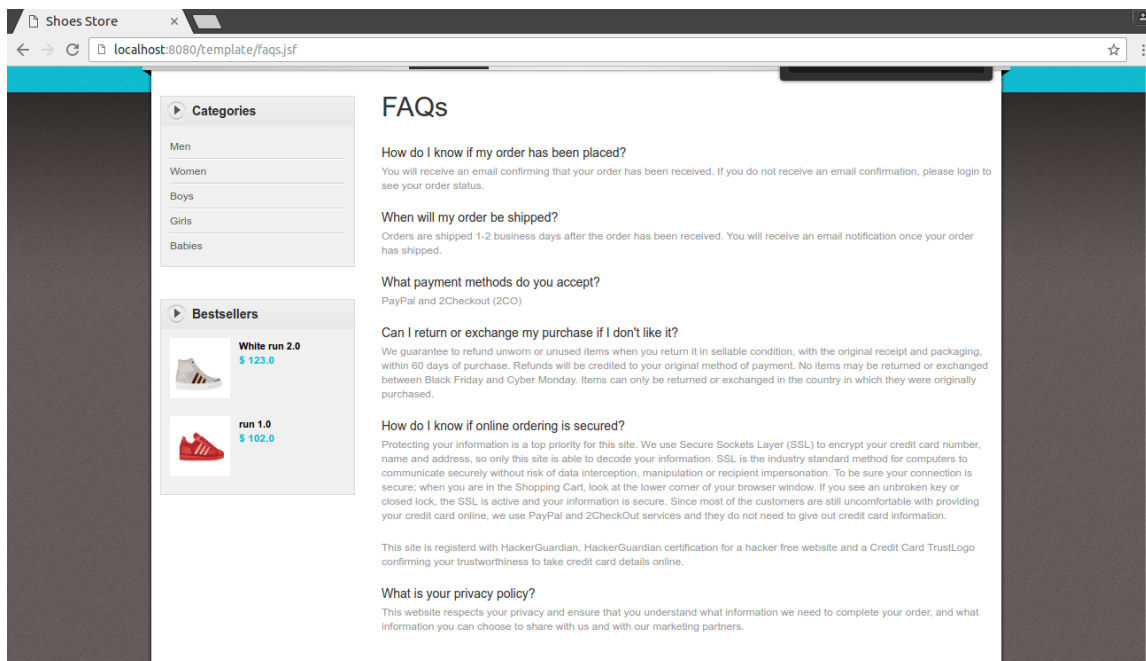 Shoes Store
localhost:8080/template/faqs.jsf
Categories
Men
Women
Boys
Girls
Babies
Bestsellers
White run 2.0
$ 123.0
run 1.0
$ 102.0
FAQs
How do I know if my order has been placed?
You will receive an email confirming that your order has been received. If you do not receive an email confirmation, please login to
see your order status.
When will my order be shipped?
Orders are shipped 1-2 business days after the order has been received. You will receive an email notification once your order
has shipped.
What payment methods do you accept?
PayPal and 2Checkout (2CO)
Can I return or exchange my purchase if I don't like it?
We guarantee to refund unworn or unused items when you return it in sellable condition, with the original receipt and packaging,
within 60 days of purchase. Refunds will be credited to your original method of payment. No items may be returned or exchanged
between Black Friday and Cyber Monday. Items can only be returned or exchanged in the country in which they were originally
purchased.
How do I know if online ordering is secured?
Protecting your information is a top priority for this site. We use Secure Sockets Layer (SSL) to encrypt your credit card number,
name and address, so only this site is able to decode your information. SSL is the industry standard method for computers to
communicate securely without risk of data interception, manipulation or recipient impersonation. To be sure your connection is
secure; when you are in the Shopping Cart, look at the lower corner of your browser window. If you see an unbroken key or
closed lock, the SSL is active and your information is secure. Since most of the customers are still uncomfortable with providing
your credit card online, we use PayPal and 2CheckOut services and they do not need to give out credit card information.
This site is registerd with HackerGuardian. HackerGuardian certification for a hacker free website and a Credit Card TrustLogo
confirming your trustworthiness to take credit card details online.
What is your privacy policy?
This website respects your privacy and ensure that you understand what information we need to complete your order, and what
information you can choose to share with us and with our marketing partners.